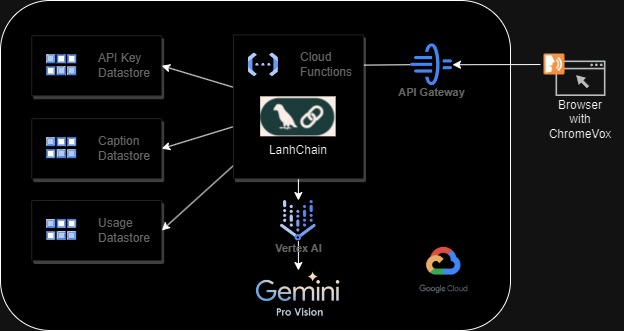 API Key
Datastore
Cloud
Functions
API Gateway
Browser
with
ChromeVox
Caption
Datastore
LanhChain
Usage
Datastore
Vertex AI
Gemini
Pro Vision
Google Cloud